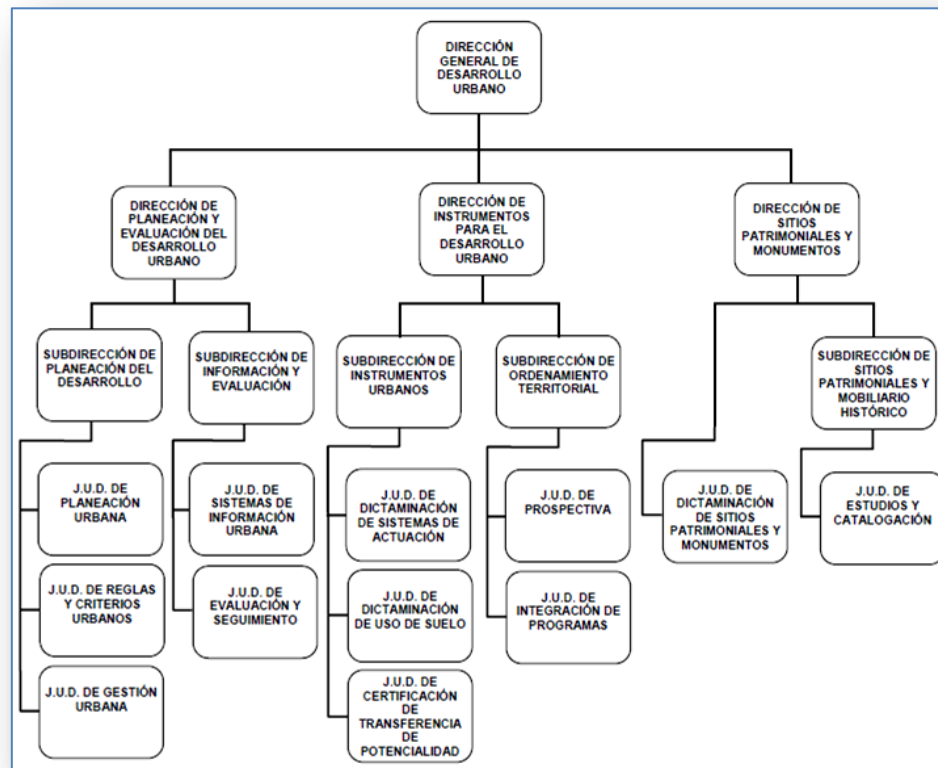 DIRECCIÓN
GENERAL DE
DESARROLLO
URBANO
DIRECCIÓN DE
PLANEACIÓN Y
EVALUACIÓN DEL
DESARROLLO
URBANO
DIRECCIÓN DE
INSTRUMENTOS
PARA EL
DESARROLLO
URBANO
DIRECCIÓN DE
SITIOS
PATRIMONIALES Y
MONUMENTOS
SUBDIRECCIÓN DE
PLANEACIÓN DEL
DESARROLLO
SUBDIRECCIÓN DE
INFORMACIÓN Y
EVALUACIÓN
SUBDIRECCIÓN DE
INSTRUMENTOS
URBANOS
SUBDIRECCIÓN DE
ORDENAMIENTO
TERRITORIAL
SUBDIRECCIÓN DE
SITIOS
PATRIMONIALES Y
MOBILIARIO
HISTÓRICO
J.U.D. DE
PLANEACIÓN
URBANA
J.U.D. DE
SISTEMAS DE
INFORMACIÓN
URBANA
J.U.D. DE
DICTAMINACIÓN
DE SISTEMAS DE
ACTUACIÓN
J.U.D. DE
PROSPECTIVA
J.U.D. DE
DICTAMINACIÓN
DE SITIOS
PATRIMONIALES Y
MONUMENTOS
J.U.D. DE
ESTUDIOS Y
CATALOGACIÓN
J.U.D. DE REGLAS
Y CRITERIOS
URBANOS
J.U.D. DE
EVALUACIÓN Y
SEGUIMIENTO
J.U.D. DE
DICTAMINACIÓN
DE USO DE SUELO
J.U.D. DE
INTEGRACIÓN DE
PROGRAMAS
J.U.D. DE GESTIÓN
URBANA
J.U.D. DE
CERTIFICACIÓN
DE
TRANSFERENCIA
DE
POTENCIALIDAD